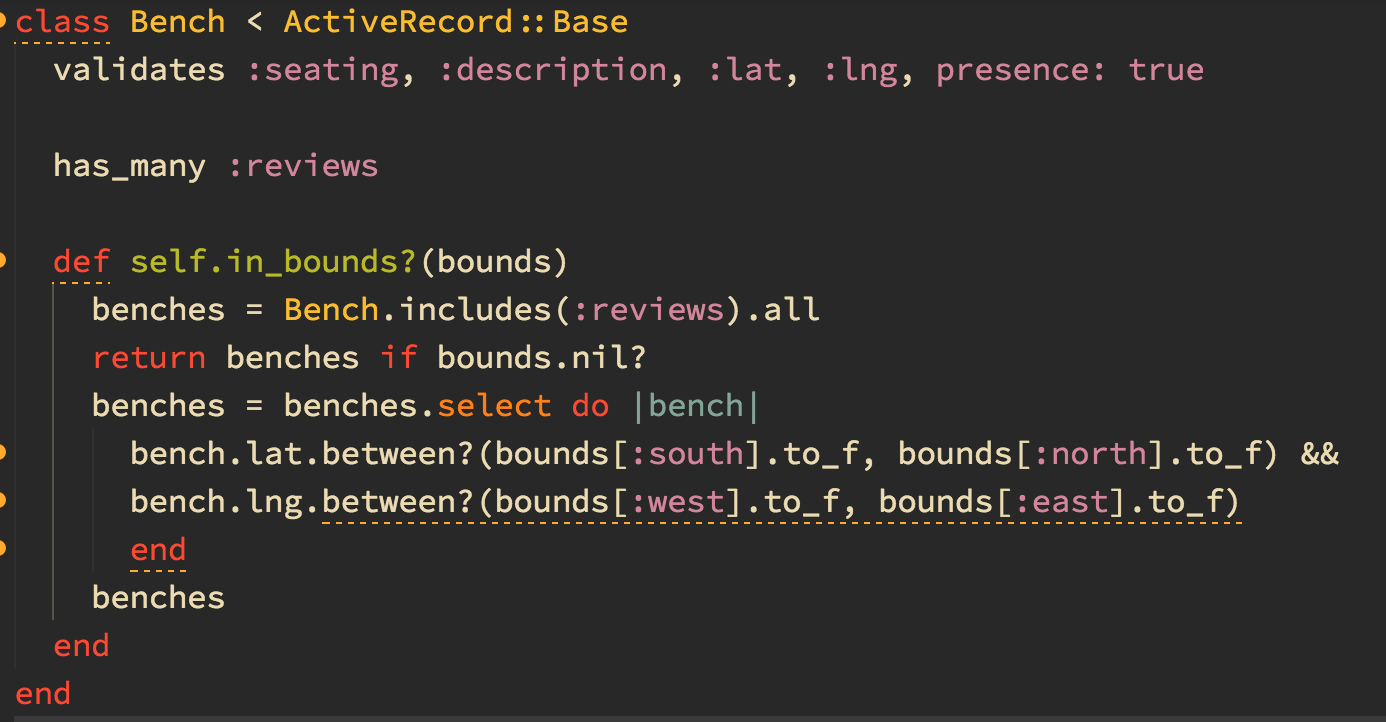 class Bench < ActiveRecord::Base
  validates :seating, :description, :lat, :lng, presence: true

  has_many :reviews

  def self.in_bounds?(bounds)
    benches = Bench.includes(:reviews).all
    return benches if bounds.nil?
    benches = benches.select do |bench|
      bench.lat.between?(bounds[:south].to_f, bounds[:north].to_f) &&
      bench.lng.between?(bounds[:west].to_f, bounds[:east].to_f)
      end
    benches
  end
end